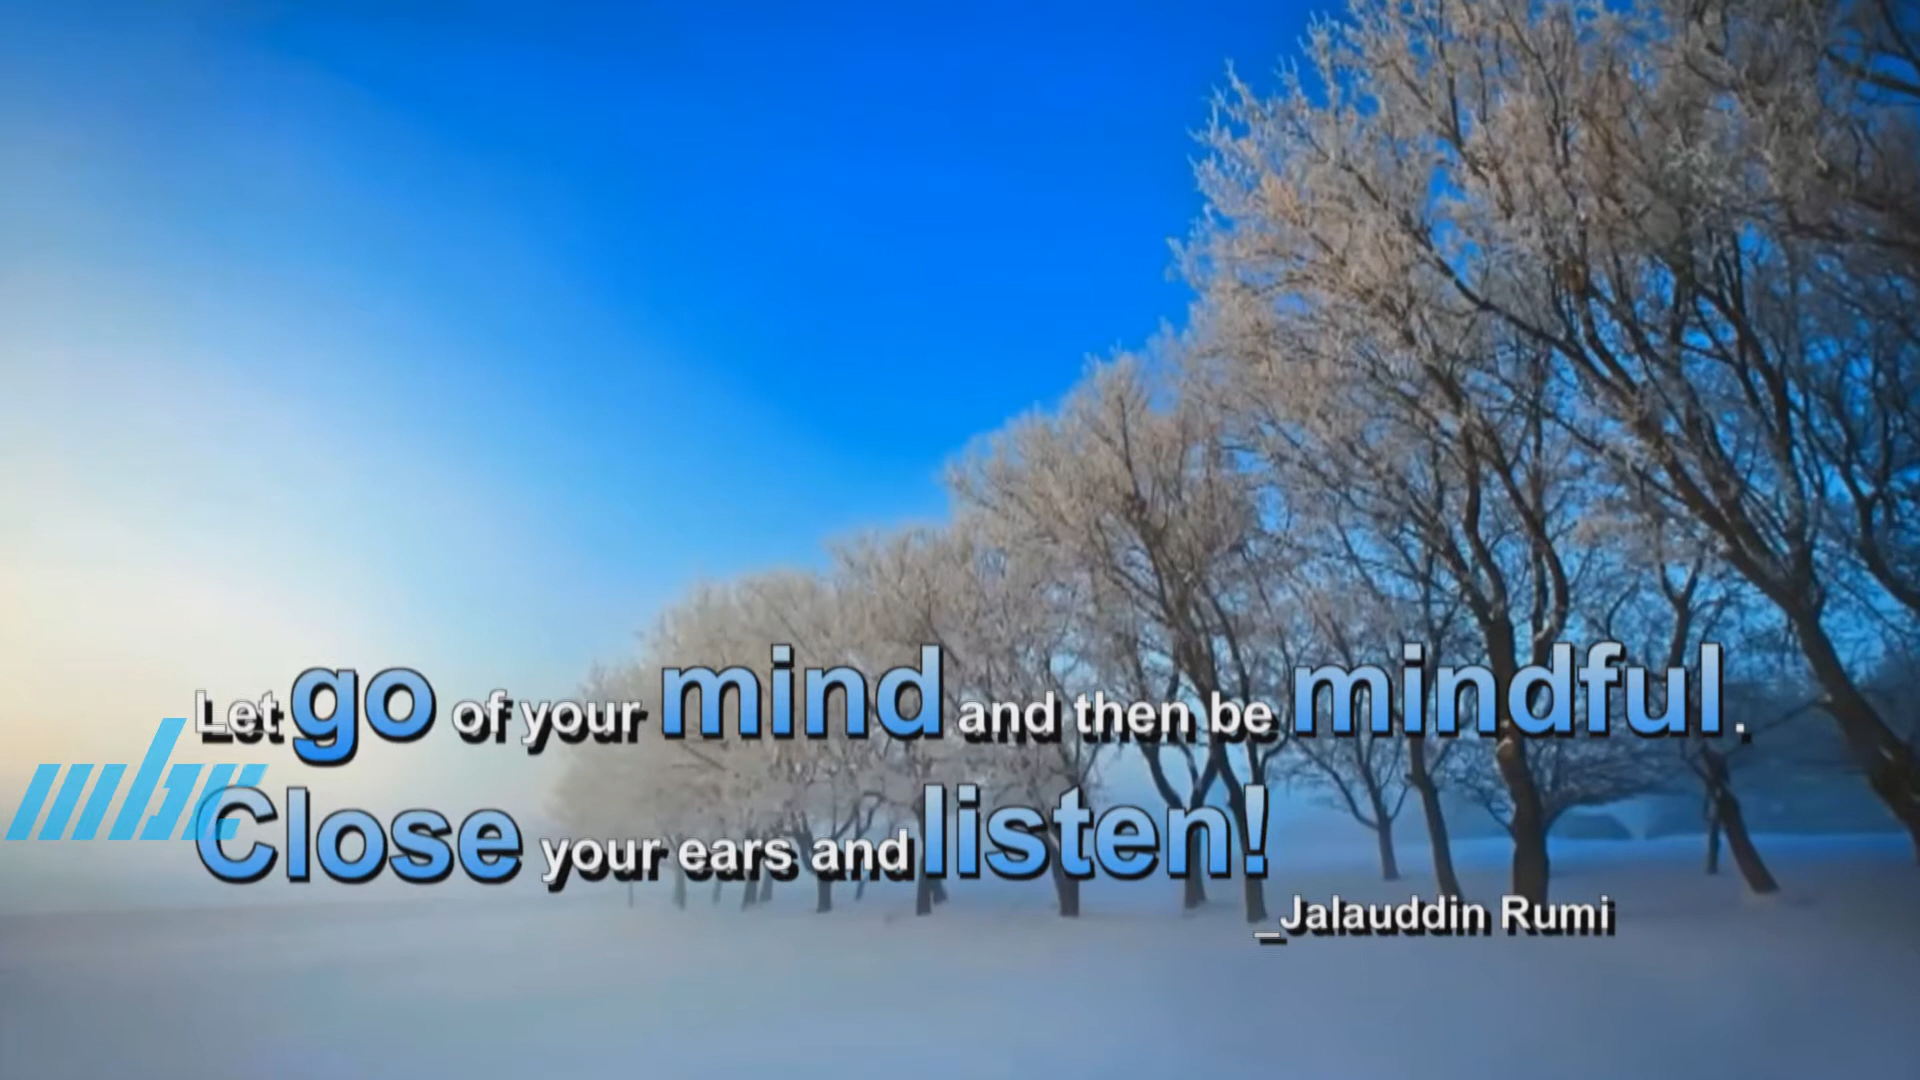 Let go of your mind and then be mindful.
Close your ears and listen!
_Jalauddin Rumi